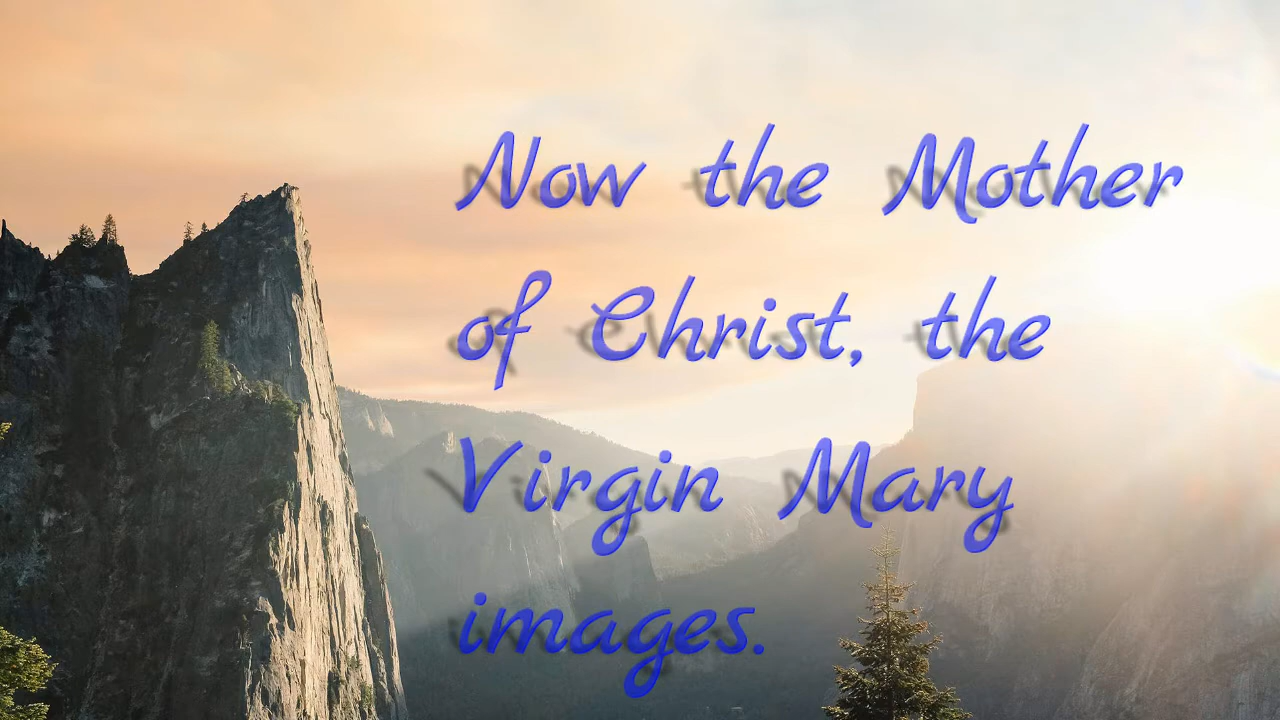 Now the Mother
of Christ, the
Virgin Mary
images.